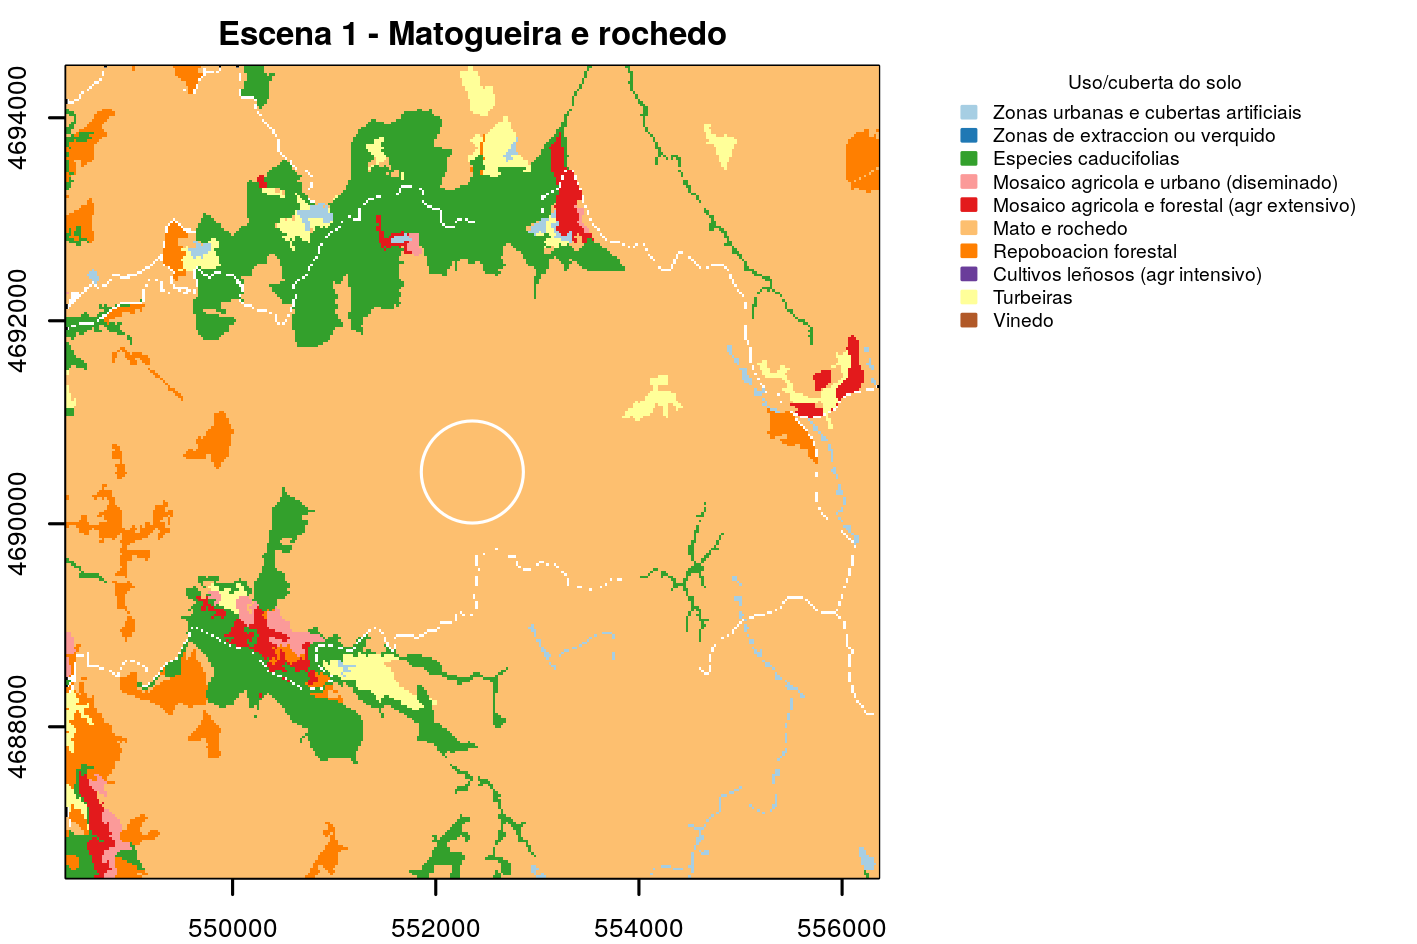 Escena 1 - Matogueira e rochedo
Uso/cuberta do solo
Zonas urbanas e cubertas artificiais
Zonas de extraccion ou verquido
Especies caducifolias
Mosaico agricola e urbano (diseminado)
Mosaico agricola e forestal (agr extensivo)
Mato e rochedo
Repoboacion forestal
Cultivos leñosos (agr intensivo)
Turbeiras
Vinedo
4694000
4692000
4690000
4688000
550000
552000
554000
556000